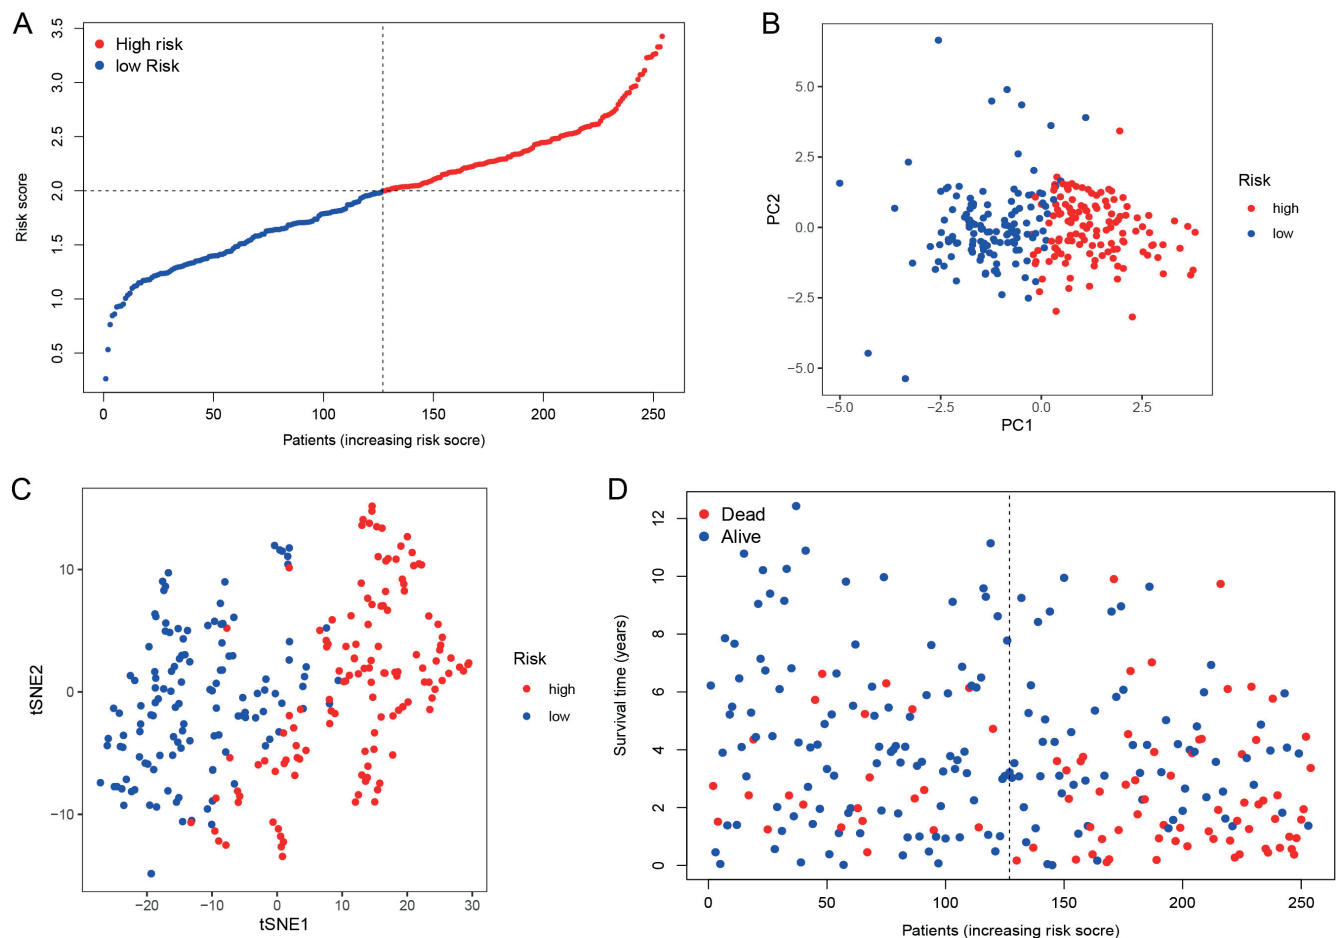 A
High risk
low Risk
3.5
3.0
2.5
2.0
1.5
1.0
0.5
Risk score
0 50 100 150 200 250
Patients (increasing risk socre)
B
5.0
2.5
0.0
−2.5
−5.0
PC2
−5.0 −2.5 0.0 2.5
PC1
Risk
high
low
C
10
0
−10
tSNE2
−20 −10 0 10 20 30
tSNE1
Risk
high
low
D
Dead
Alive
12
10
8
6
4
2
0
Survival time (years)
0 50 100 150 200 250
Patients (increasing risk socre)